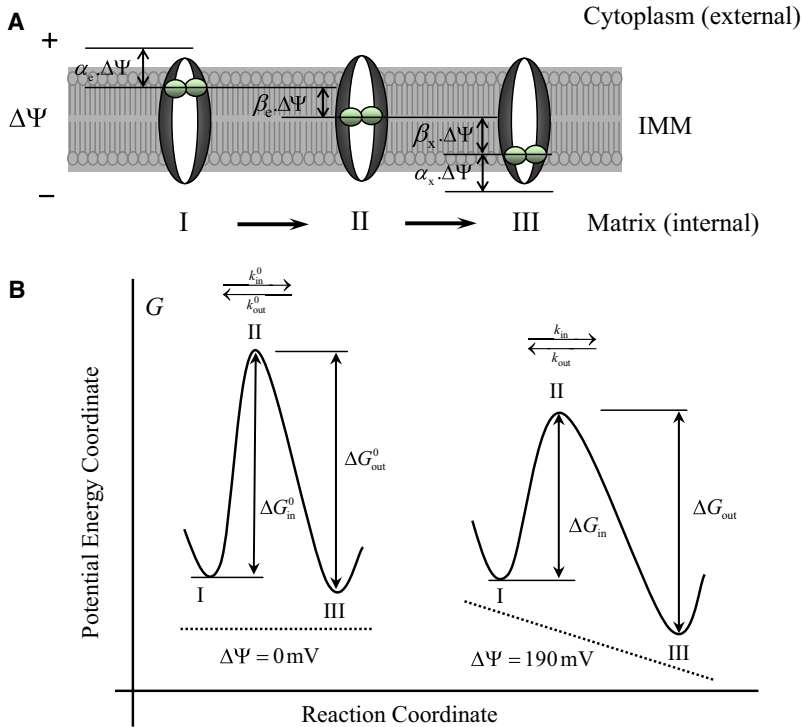 A
Cytoplasm (external)
+
αe.ΔΨ
βe.ΔΨ
ΔΨ
βx.ΔΨ
IMM
αx.ΔΨ
−
I
II
III
Matrix (internal)
B
G
k⁰in
k⁰out
II
kin
kout
II
ΔG⁰out
ΔG⁰in
ΔGin
ΔGout
I
III
I
III
ΔΨ = 0 mV
ΔΨ = 190 mV
Potential Energy Coordinate
Reaction Coordinate